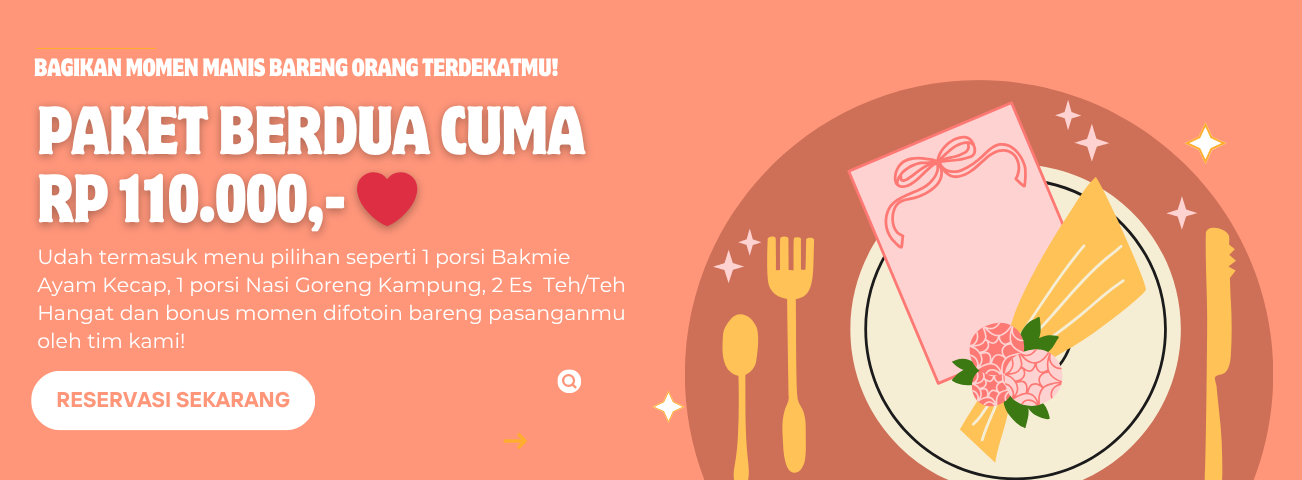 BAGIKAN MOMEN MANIS BARENG ORANG TERDEKATMU!
PAKET BERDUA CUMA
RP 110.000,-
Udah termasuk menu pilihan seperti 1 porsi Bakmie
Ayam Kecap, 1 porsi Nasi Goreng Kampung, 2 Es  Teh/Teh
Hangat dan bonus momen difotoin bareng pasanganmu
oleh tim kami!
RESERVASI SEKARANG